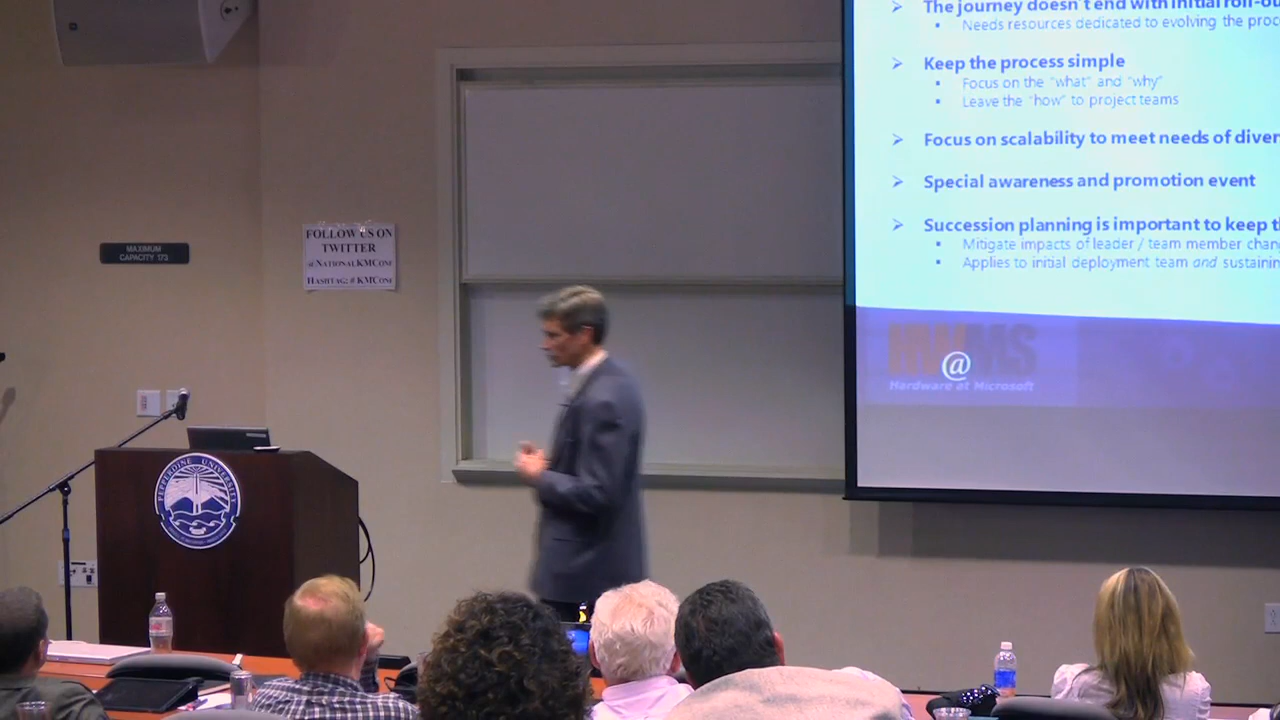 The journey doesn't end with initial roll-ou
Needs resources dedicated to evolving the proc
Keep the process simple
Focus on the "what" and "why"
Leave the "how" to project teams
Focus on scalability to meet needs of diver
Special awareness and promotion event
Succession planning is important to keep t
Mitigate impacts of leader / team member chan
Applies to initial deployment team and sustainin
HW@MS
Hardware at Microsoft
MAXIMUM
CAPACITY 173
FOLLOW US ON
TWITTER
@NATIONALKMCONF
HASHTAG: #KMCONF
PEPPERDINE UNIVERSITY